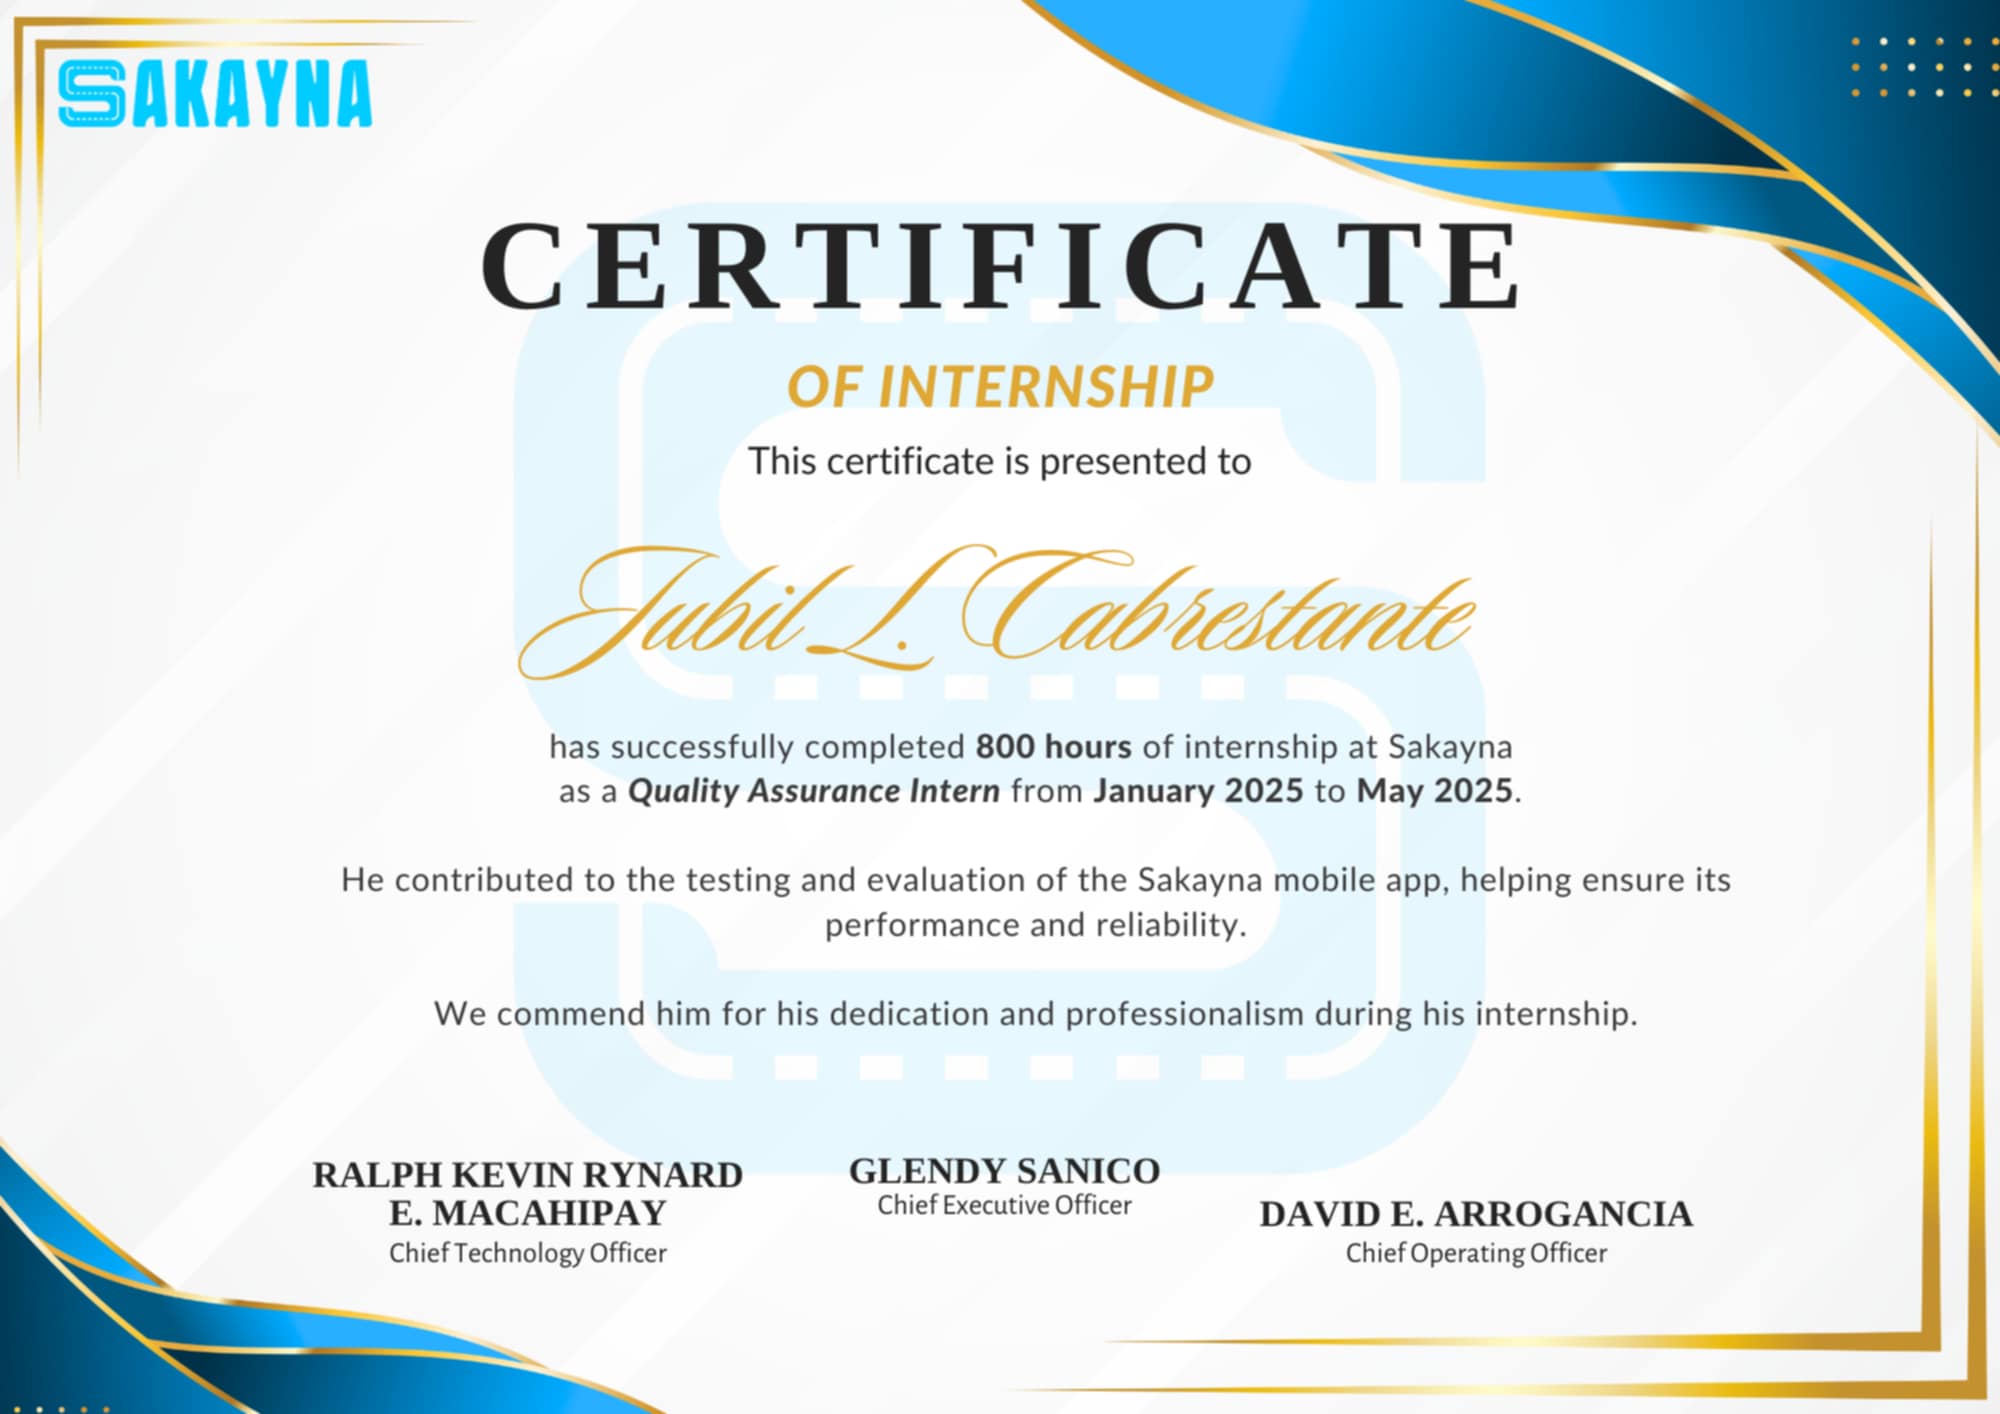 SAKAYNA
CERTIFICATE
OF INTERNSHIP
This certificate is presented to
Jubil L. Cabrestante
has successfully completed 800 hours of internship at Sakayna
as a Quality Assurance Intern from January 2025 to May 2025.
He contributed to the testing and evaluation of the Sakayna mobile app, helping ensure its
performance and reliability.
We commend him for his dedication and professionalism during his internship.
RALPH KEVIN RYNARD
E. MACAHIPAY
Chief Technology Officer
GLENDY SANICO
Chief Executive Officer
DAVID E. ARROGANCIA
Chief Operating Officer